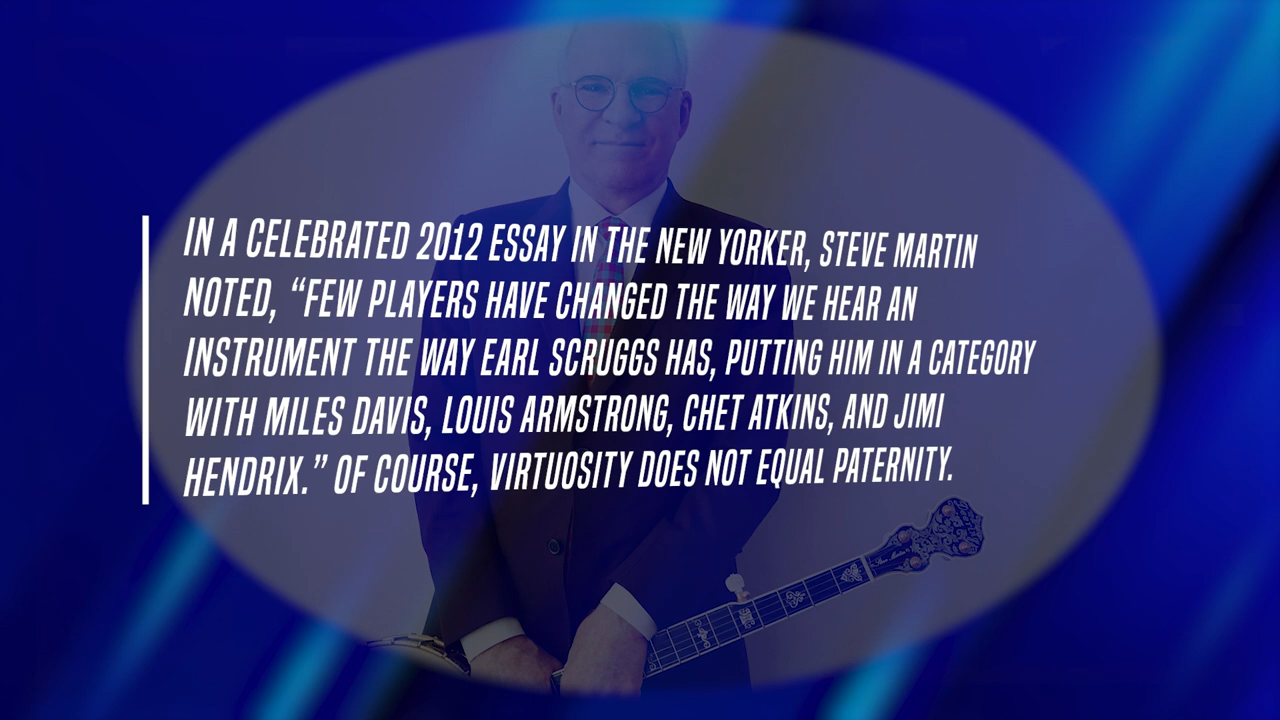 IN A CELEBRATED 2012 ESSAY IN THE NEW YORKER, STEVE MARTIN
NOTED, “FEW PLAYERS HAVE CHANGED THE WAY WE HEAR AN
INSTRUMENT THE WAY EARL SCRUGGS HAS, PUTTING HIM IN A CATEGORY
WITH MILES DAVIS, LOUIS ARMSTRONG, CHET ATKINS, AND JIMI
HENDRIX.” OF COURSE, VIRTUOSITY DOES NOT EQUAL PATERNITY.